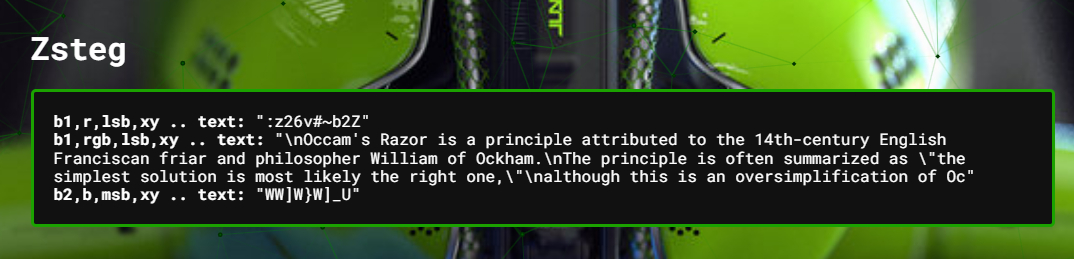 Zsteg
b1,r,lsb,xy .. text: ":z26v#~b2Z"
b1,rgb,lsb,xy .. text: "\nOccam's Razor is a principle attributed to the 14th-century English
Franciscan friar and philosopher William of Ockham.\nThe principle is often summarized as \"the
simplest solution is most likely the right one,\"\nalthough this is an oversimplification of Oc"
b2,b,msb,xy .. text: "WW]W}W]_U"